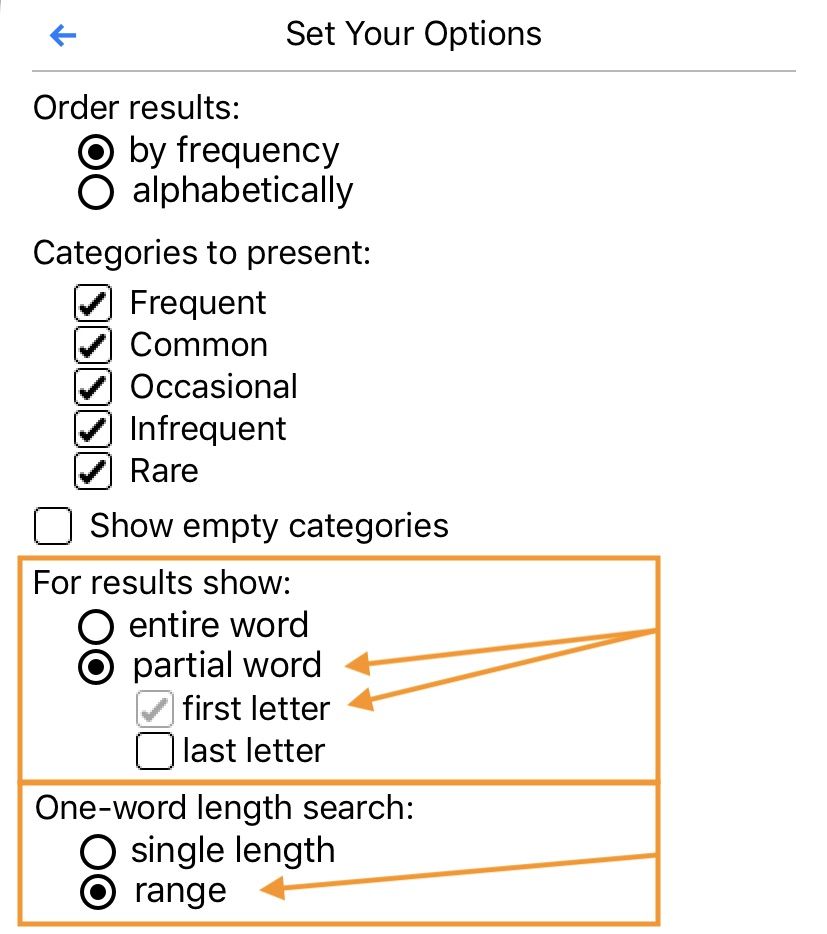 Set Your Options
Order results:
by frequency
alphabetically
Categories to present:
Frequent
Common
Occasional
Infrequent
Rare
Show empty categories
For results show:
entire word
partial word
first letter
last letter
One-word length search:
single length
range